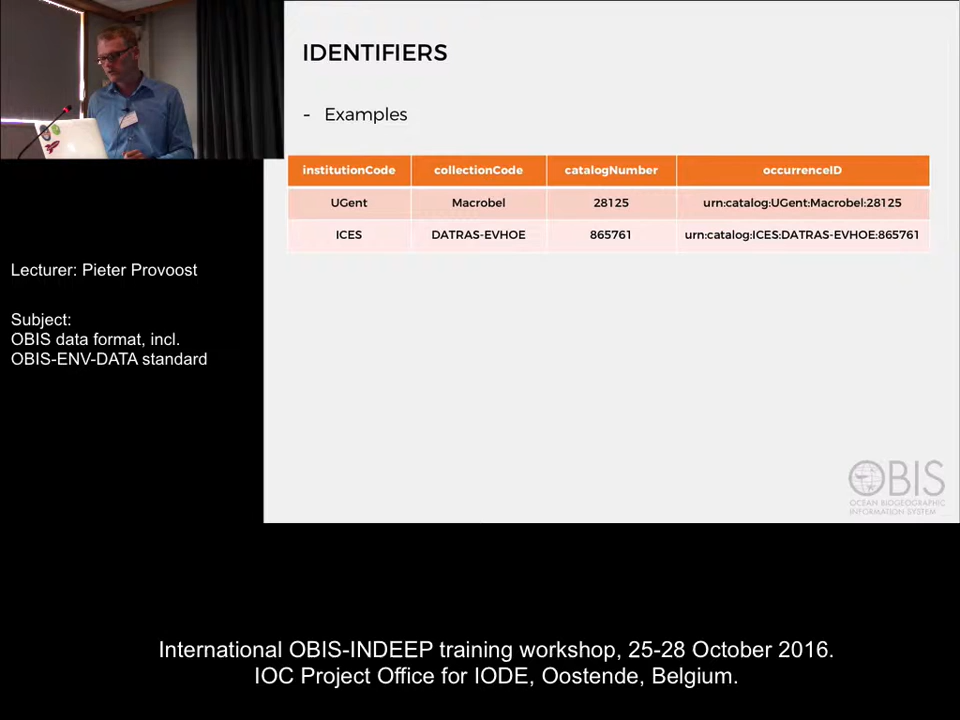 IDENTIFIERS
- Examples
institutionCode collectionCode catalogNumber occurrenceID
UGent Macrobel 28125 urn:catalog:UGent:Macrobel:28125
ICES DATRAS-EVHOE 865761 urn:catalog:ICES:DATRAS-EVHOE:865761
Lecturer: Pieter Provoost
Subject:
OBIS data format, incl.
OBIS-ENV-DATA standard
OBIS
OCEAN BIOGEOGRAPHIC
INFORMATION SYSTEM
International OBIS-INDEEP training workshop, 25-28 October 2016.
IOC Project Office for IODE, Oostende, Belgium.